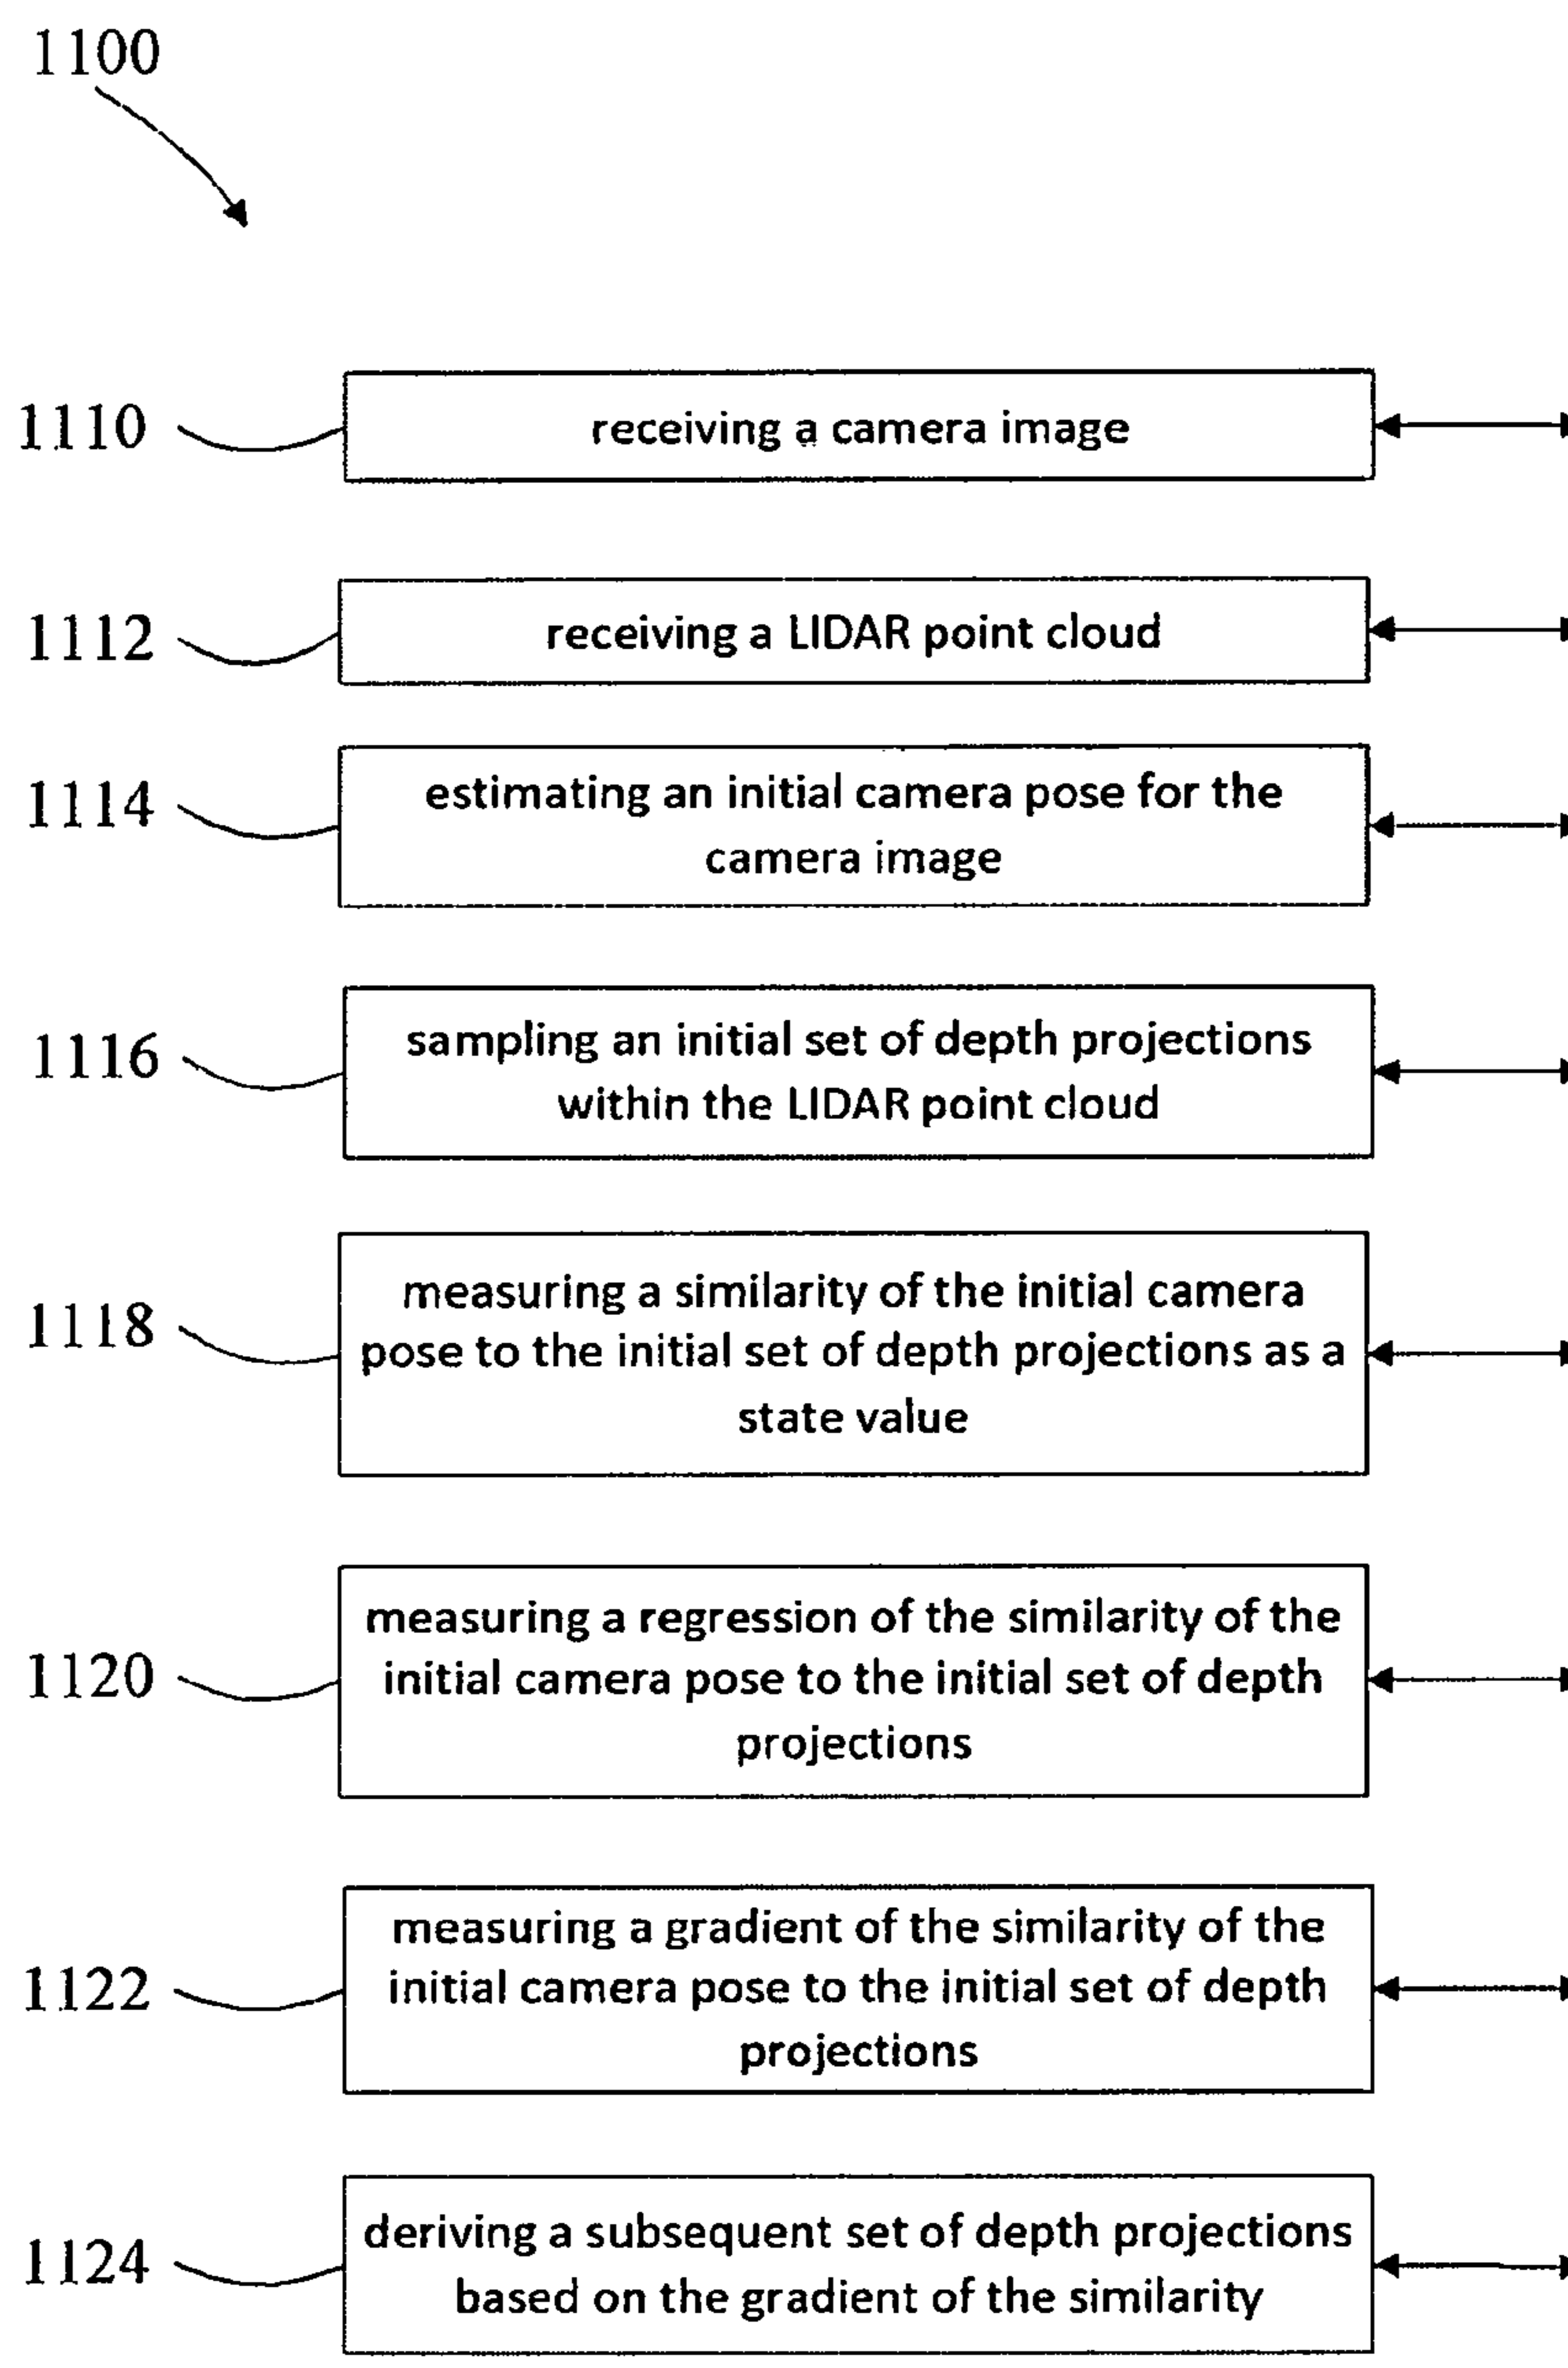 1100
1110
receiving a camera image
1112
receiving a LIDAR point cloud
1114
estimating an initial camera pose for the
camera image
1116
sampling an initial set of depth projections
within the LIDAR point cloud
1118
measuring a similarity of the initial camera
pose to the initial set of depth projections as a
state value
1120
measuring a regression of the similarity of the
initial camera pose to the initial set of depth
projections
1122
measuring a gradient of the similarity of the
initial camera pose to the initial set of depth
projections
1124
deriving a subsequent set of depth projections
based on the gradient of the similarity